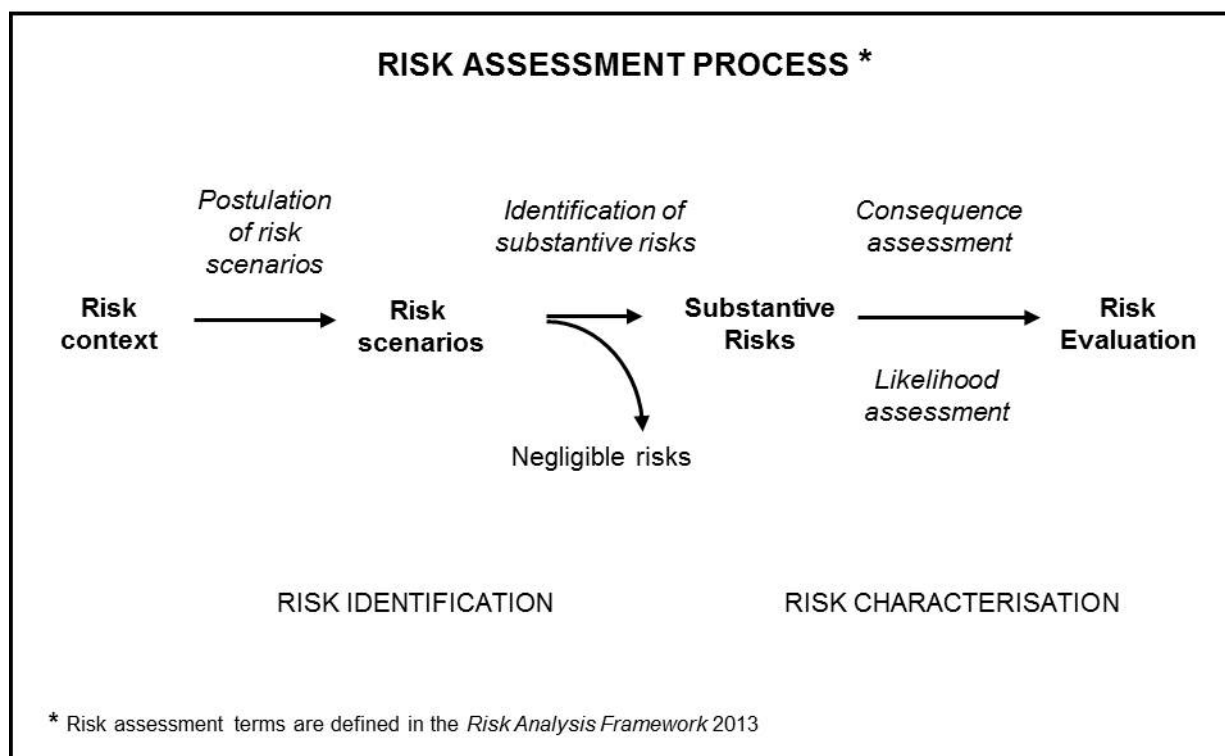 RISK ASSESSMENT PROCESS *
Postulation
of risk
scenarios
Identification of
substantive risks
Consequence
assessment
Risk
context
Risk
scenarios
Substantive
Risks
Risk
Evaluation
Likelihood
assessment
Negligible risks
RISK IDENTIFICATION
RISK CHARACTERISATION
* Risk assessment terms are defined in the Risk Analysis Framework 2013